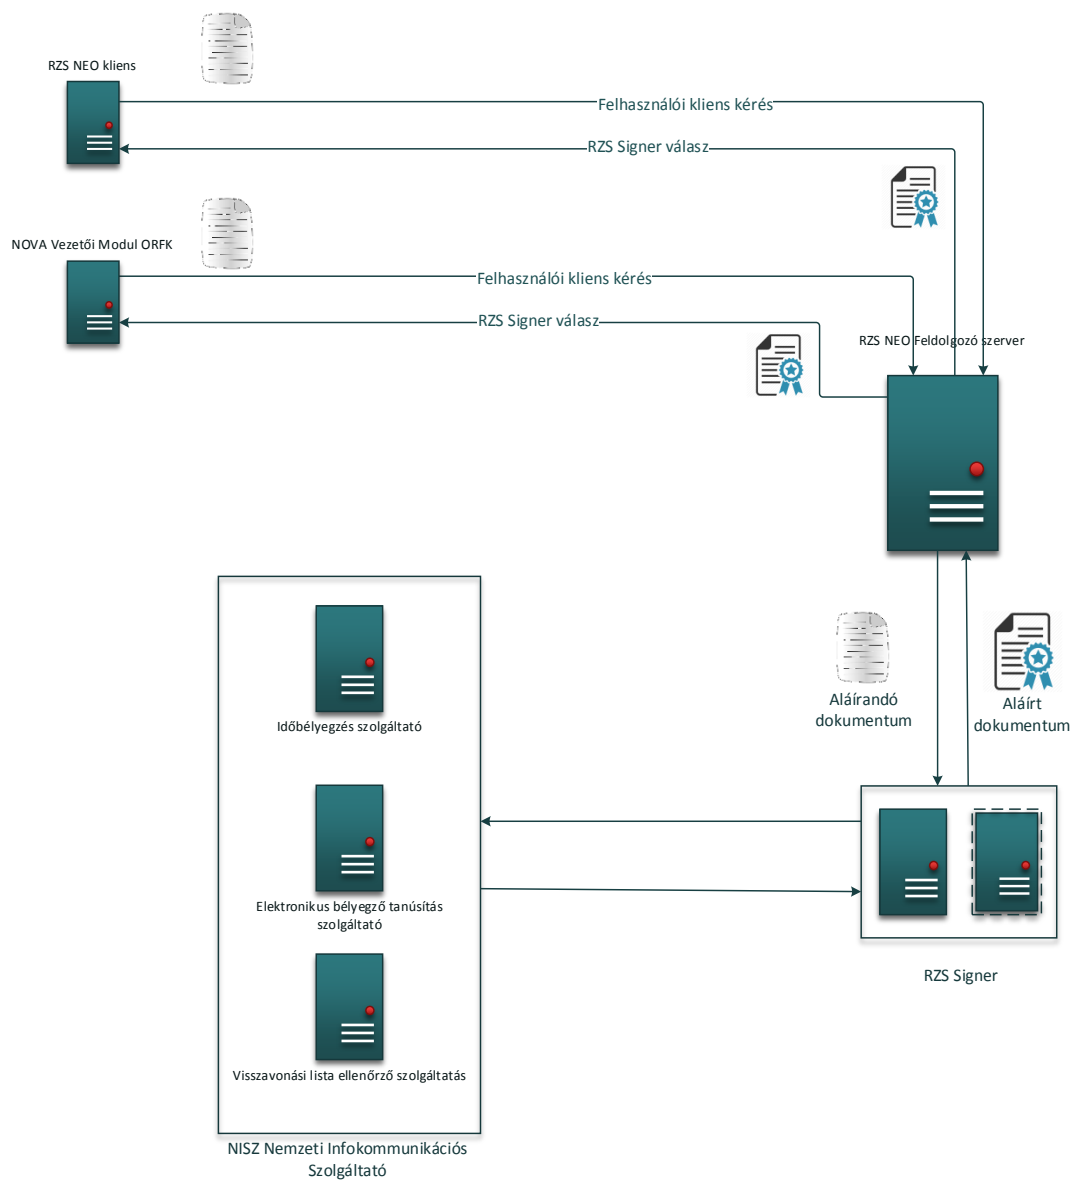 RZS NEO kliens
Felhasználói kliens kérés
RZS Signer válasz
NOVA Vezetői Modul ORFK
Felhasználói kliens kérés
RZS Signer válasz
RZS NEO Feldolgozó szerver
Aláírandó
dokumentum
Aláírt
dokumentum
Időbélyegzés szolgáltató
Elektronikus bélyegző tanúsítás
szolgáltató
RZS Signer
Visszavonási lista ellenőrző szolgáltatás
NISZ Nemzeti Infokommunikációs
Szolgáltató